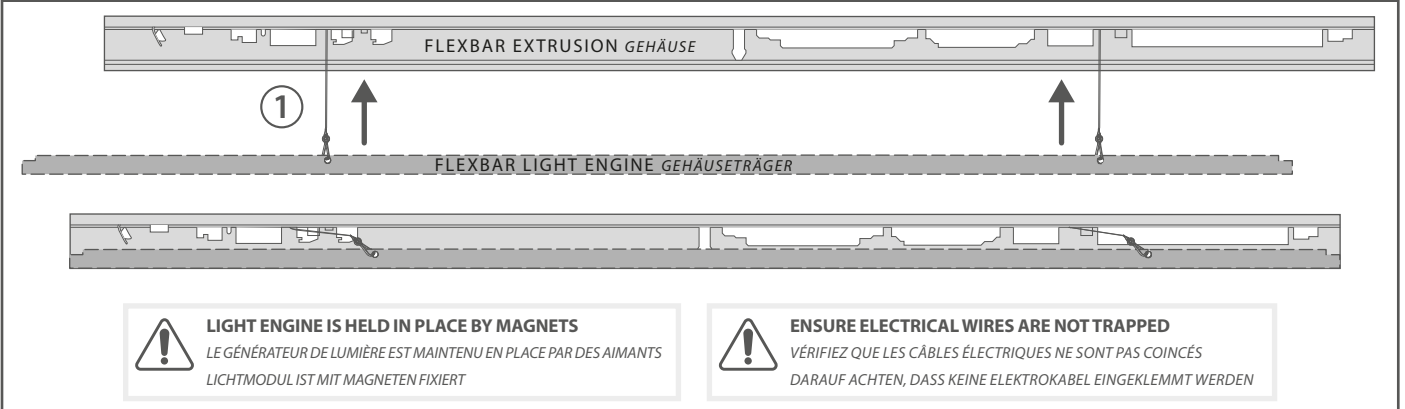 FLEXBAR EXTRUSION GEHÄUSE
1
FLEXBAR LIGHT ENGINE GEHÄUSETRÄGER
LIGHT ENGINE IS HELD IN PLACE BY MAGNETS
LE GÉNÉRATEUR DE LUMIÈRE EST MAINTENU EN PLACE PAR DES AIMANTS
LICHTMODUL IST MIT MAGNETEN FIXIERT
ENSURE ELECTRICAL WIRES ARE NOT TRAPPED
VÉRIFIEZ QUE LES CÂBLES ÉLECTRIQUES NE SONT PAS COINCÉS
DARAUF ACHTEN, DASS KEINE ELEKTROKABEL EINGEKLEMMT WERDEN